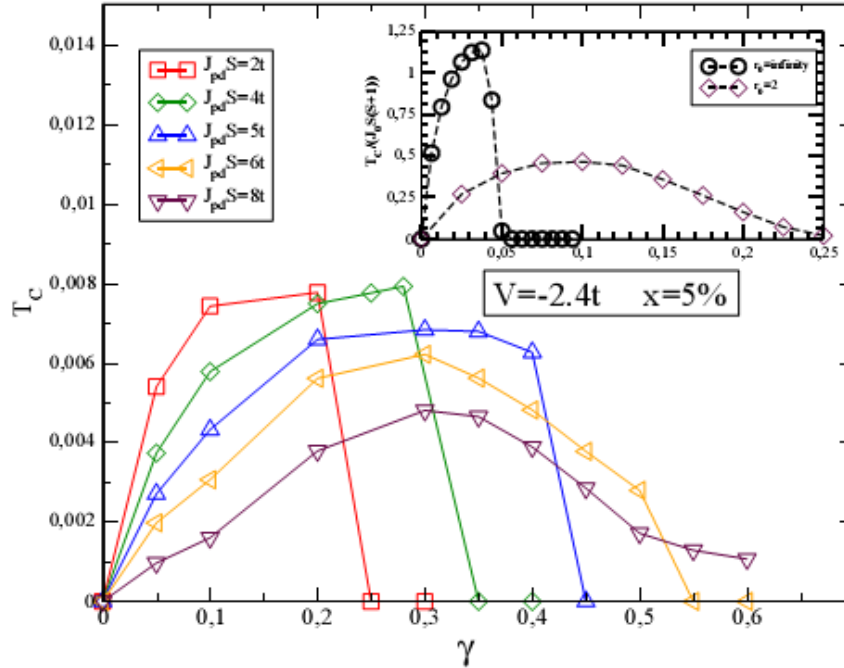 0,015
J_pdS=2t
J_pdS=4t
J_pdS=5t
J_pdS=6t
J_pdS=8t
1,25
1
0,75
0,5
0,25
0
T_C/(J_0S(S+1))
r_0=infinity
r_0=2
0 0,05 0,1 0,15 0,2 0,25
V=-2.4t x=5%
0,01
0,008
0,006
0,004
0,002
0
T_C
0 0,1 0,2 0,3 0,4 0,5 0,6
γ